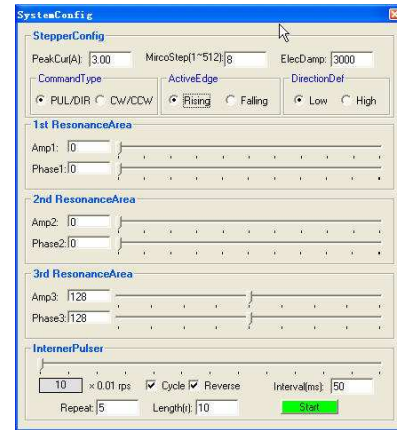 SystemConfig
StepperConfig
PeakCur(A): 3.00 MircoStep(1~512): 8 ElecDamp: 3000
CommandType ActiveEdge DirectionDef
PUL/DIR CW/CCW Rising Falling Low High
1st ResonanceArea
Amp1: 0
Phase1: 0
2nd ResonanceArea
Amp2: 0
Phase2: 0
3rd ResonanceArea
Amp3: 128
Phase3: 128
InternerPulser
10 × 0.01 rps Cycle Reverse Interval(ms): 50
Repeat: 5 Length(r): 10 Start